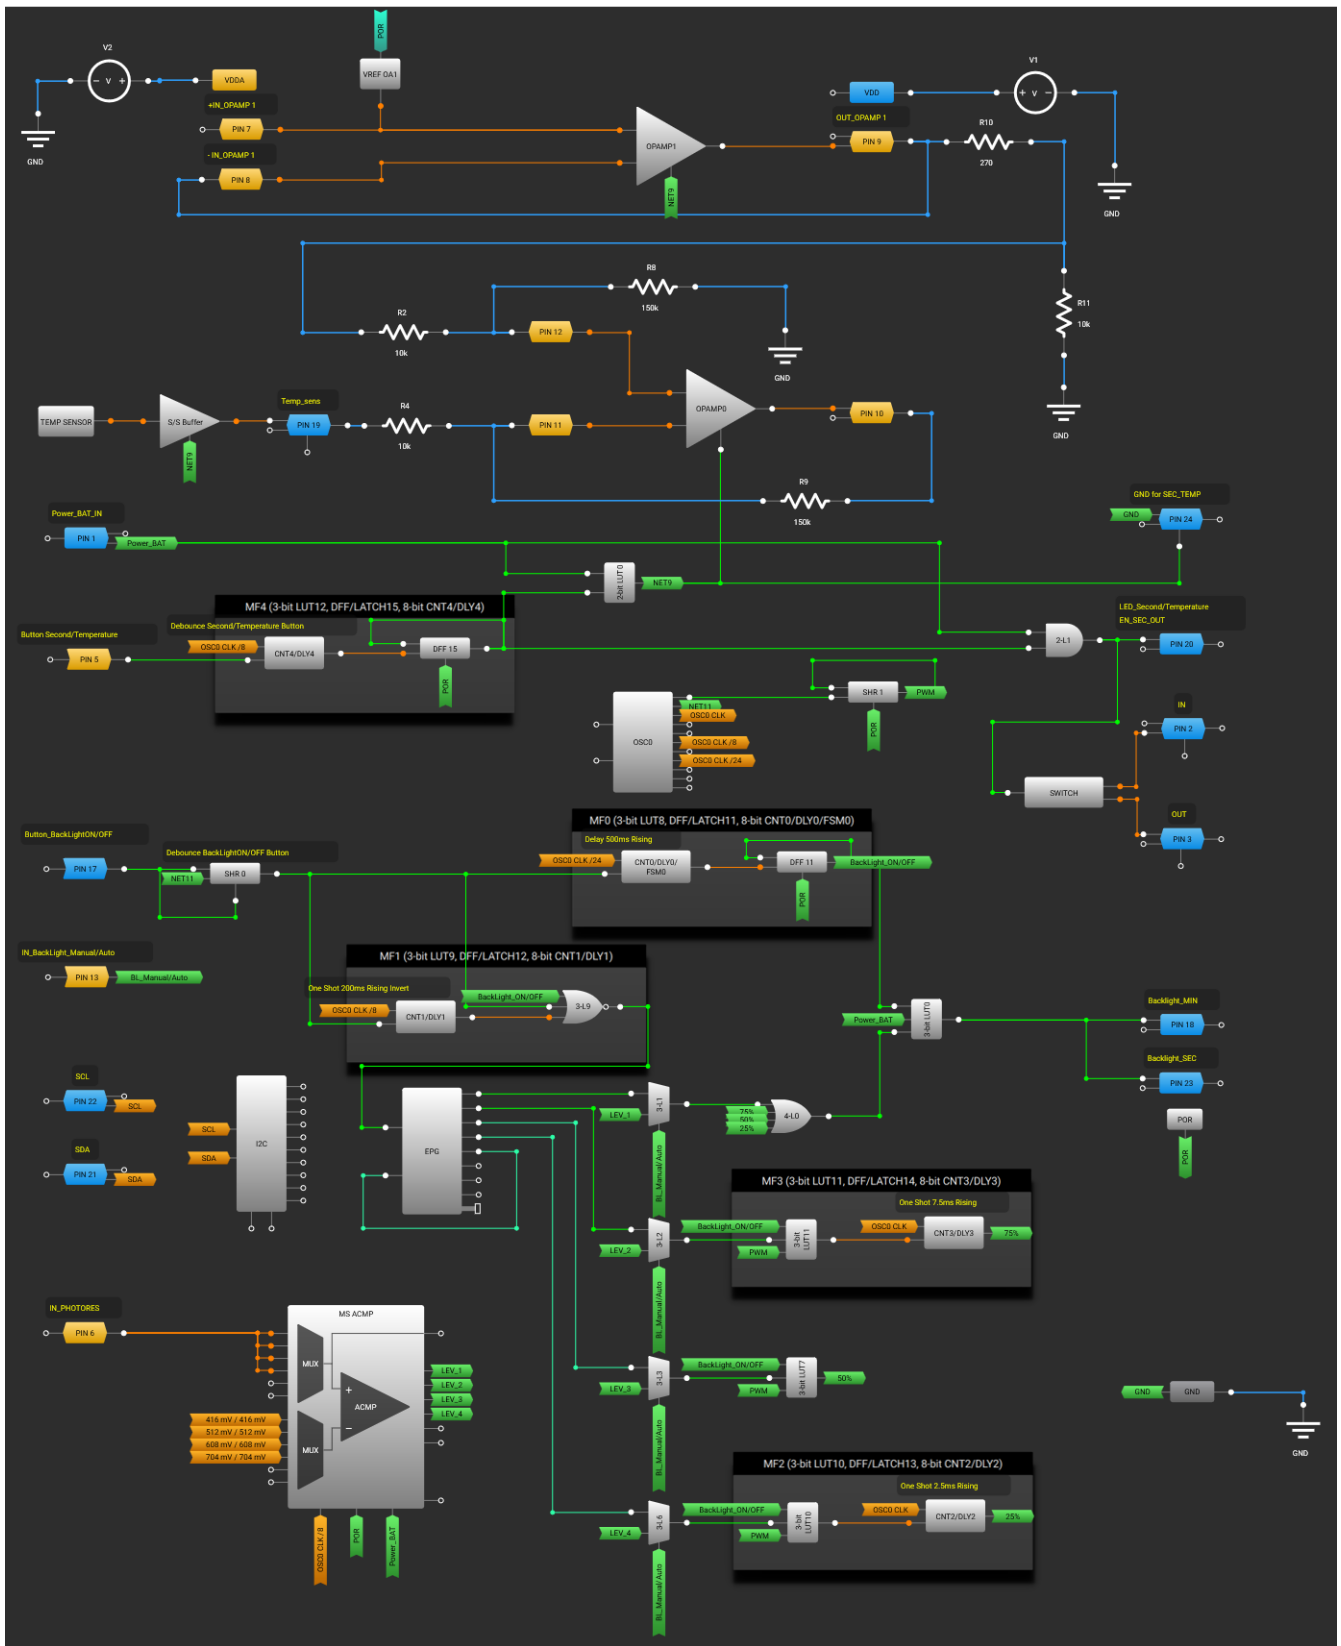 POR
V2
- v +
VDDA
VREF OA1
V1
+ v -
VDD
+IN_OPAMP 1
PIN 7
OUT_OPAMP 1
PIN 9
R10
270
- IN_OPAMP 1
PIN 8
OPAMP1
NET9
GND
GND
R8
150k
R2
10k
PIN 12
R11
10k
GND
GND
TEMP SENSOR
S/S Buffer
NET9
Temp_sens
PIN 19
R4
10k
PIN 11
OPAMP0
PIN 10
R9
150k
GND for SEC_TEMP
GND
PIN 24
Power_BAT_IN
PIN 1
Power_BAT
2-bit LUT0
NET9
MF4 (3-bit LUT12, DFF/LATCH15, 8-bit CNT4/DLY4)
Debounce Second/Temperature Button
OSC0 CLK /8
CNT4/DLY4
DFF 15
POR
Button Second/Temperature
PIN 5
LED_Second/Temperature
EN_SEC_OUT
2-L1
PIN 20
OSC0
NET11
OSC0 CLK
OSC0 CLK /8
OSC0 CLK /24
SHR 1
PWM
POR
IN
PIN 2
SWITCH
OUT
PIN 3
MF0 (3-bit LUT8, DFF/LATCH11, 8-bit CNT0/DLY0/FSM0)
Delay 500ms Rising
OSC0 CLK /24
CNT0/DLY0/
FSM0
DFF 11
BackLight_ON/OFF
POR
Button_BackLightON/OFF
PIN 17
Debounce BackLightON/OFF Button
NET11
SHR 0
IN_BackLight_Manual/Auto
PIN 13
BL_Manual/Auto
MF1 (3-bit LUT9, DFF/LATCH12, 8-bit CNT1/DLY1)
One Shot 200ms Rising Invert
OSC0 CLK /8
CNT1/DLY1
BackLight_ON/OFF
3-L9
Power_BAT
3-bit LUT0
Backlight_MIN
PIN 18
Backlight_SEC
PIN 23
POR
POR
SCL
PIN 22
SCL
SDA
PIN 21
SDA
SCL
SDA
I2C
EPG
LEV_1
3-L1
BL_Manual/Auto
75%
50%
25%
4-L0
MF3 (3-bit LUT11, DFF/LATCH14, 8-bit CNT3/DLY3)
One Shot 7.5ms Rising
LEV_2
3-L2
BL_Manual/Auto
BackLight_ON/OFF
PWM
3-bit
LUT11
OSC0 CLK
CNT3/DLY3
75%
IN_PHOTORES
PIN 6
MS ACMP
MUX
MUX
+
-
ACMP
LEV_1
LEV_2
LEV_3
LEV_4
416 mV / 416 mV
512 mV / 512 mV
608 mV / 608 mV
704 mV / 704 mV
OSC0 CLK /8
POR
Power_BAT
LEV_3
3-L3
BL_Manual/Auto
BackLight_ON/OFF
PWM
3-bit LUT7
50%
GND
GND
GND
MF2 (3-bit LUT10, DFF/LATCH13, 8-bit CNT2/DLY2)
One Shot 2.5ms Rising
LEV_4
3-L6
BL_Manual/Auto
BackLight_ON/OFF
PWM
3-bit
LUT10
OSC0 CLK
CNT2/DLY2
25%